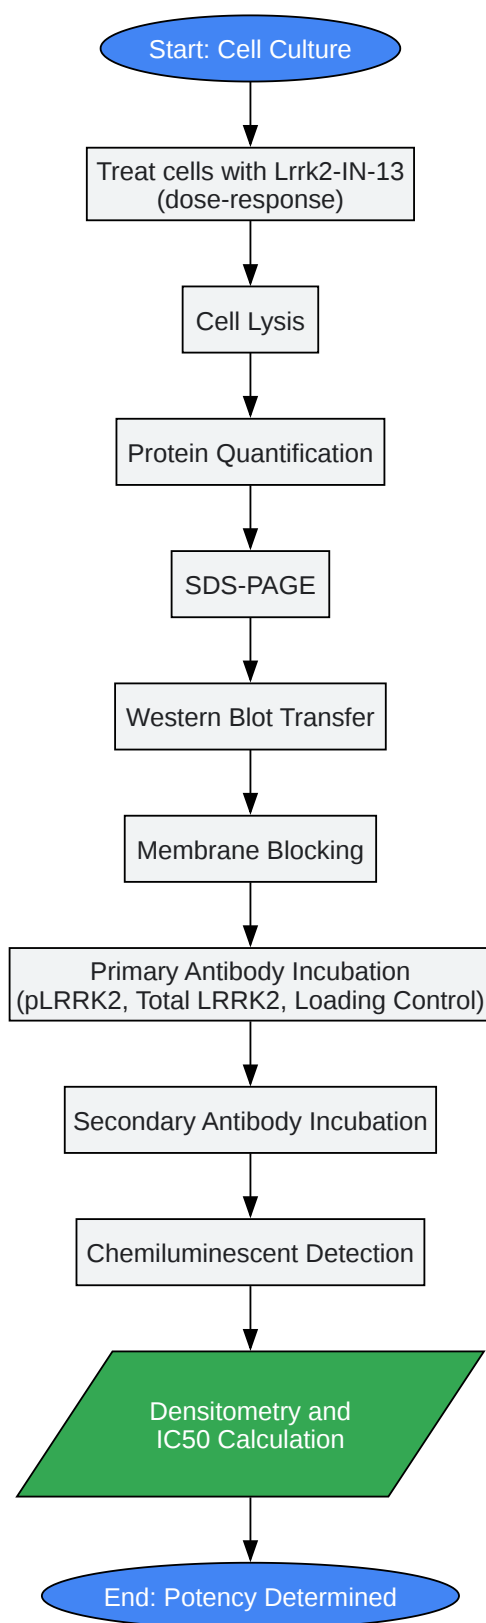 Start: Cell Culture
Treat cells with Lrrk2-IN-13
(dose-response)
Cell Lysis
Protein Quantification
SDS-PAGE
Western Blot Transfer
Membrane Blocking
Primary Antibody Incubation
(pLRRK2, Total LRRK2, Loading Control)
Secondary Antibody Incubation
Chemiluminescent Detection
Densitometry and
IC50 Calculation
End: Potency Determined